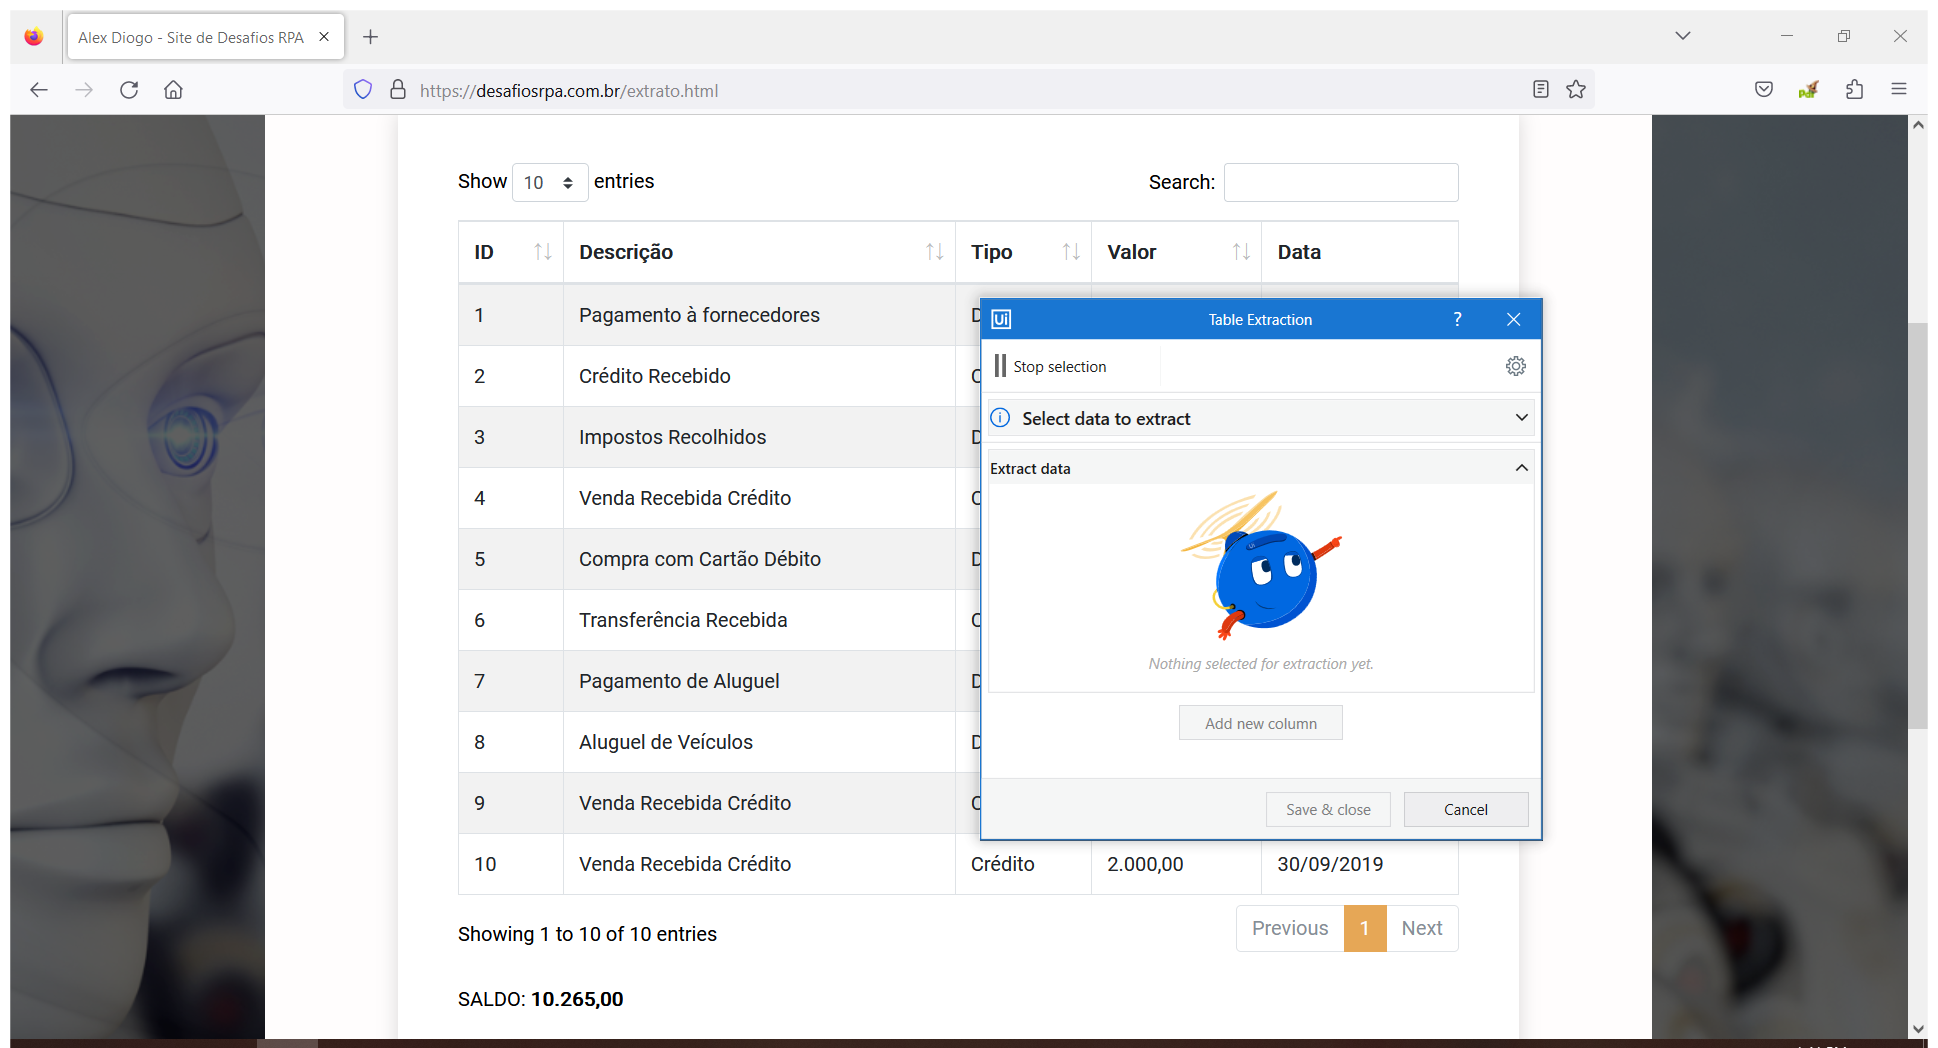 Alex Diogo - Site de Desafios RPA
https://desafiosrpa.com.br/extrato.html
Show 10 entries
Search:
ID Descrição Tipo Valor Data
1 Pagamento à fornecedores
2 Crédito Recebido
3 Impostos Recolhidos
4 Venda Recebida Crédito
5 Compra com Cartão Débito
6 Transferência Recebida
7 Pagamento de Aluguel
8 Aluguel de Veículos
9 Venda Recebida Crédito
10 Venda Recebida Crédito Crédito 2.000,00 30/09/2019
Showing 1 to 10 of 10 entries
Previous 1 Next
SALDO: 10.265,00
Ui Table Extraction ?
Stop selection
Select data to extract
Extract data
Nothing selected for extraction yet.
Add new column
Save & close Cancel